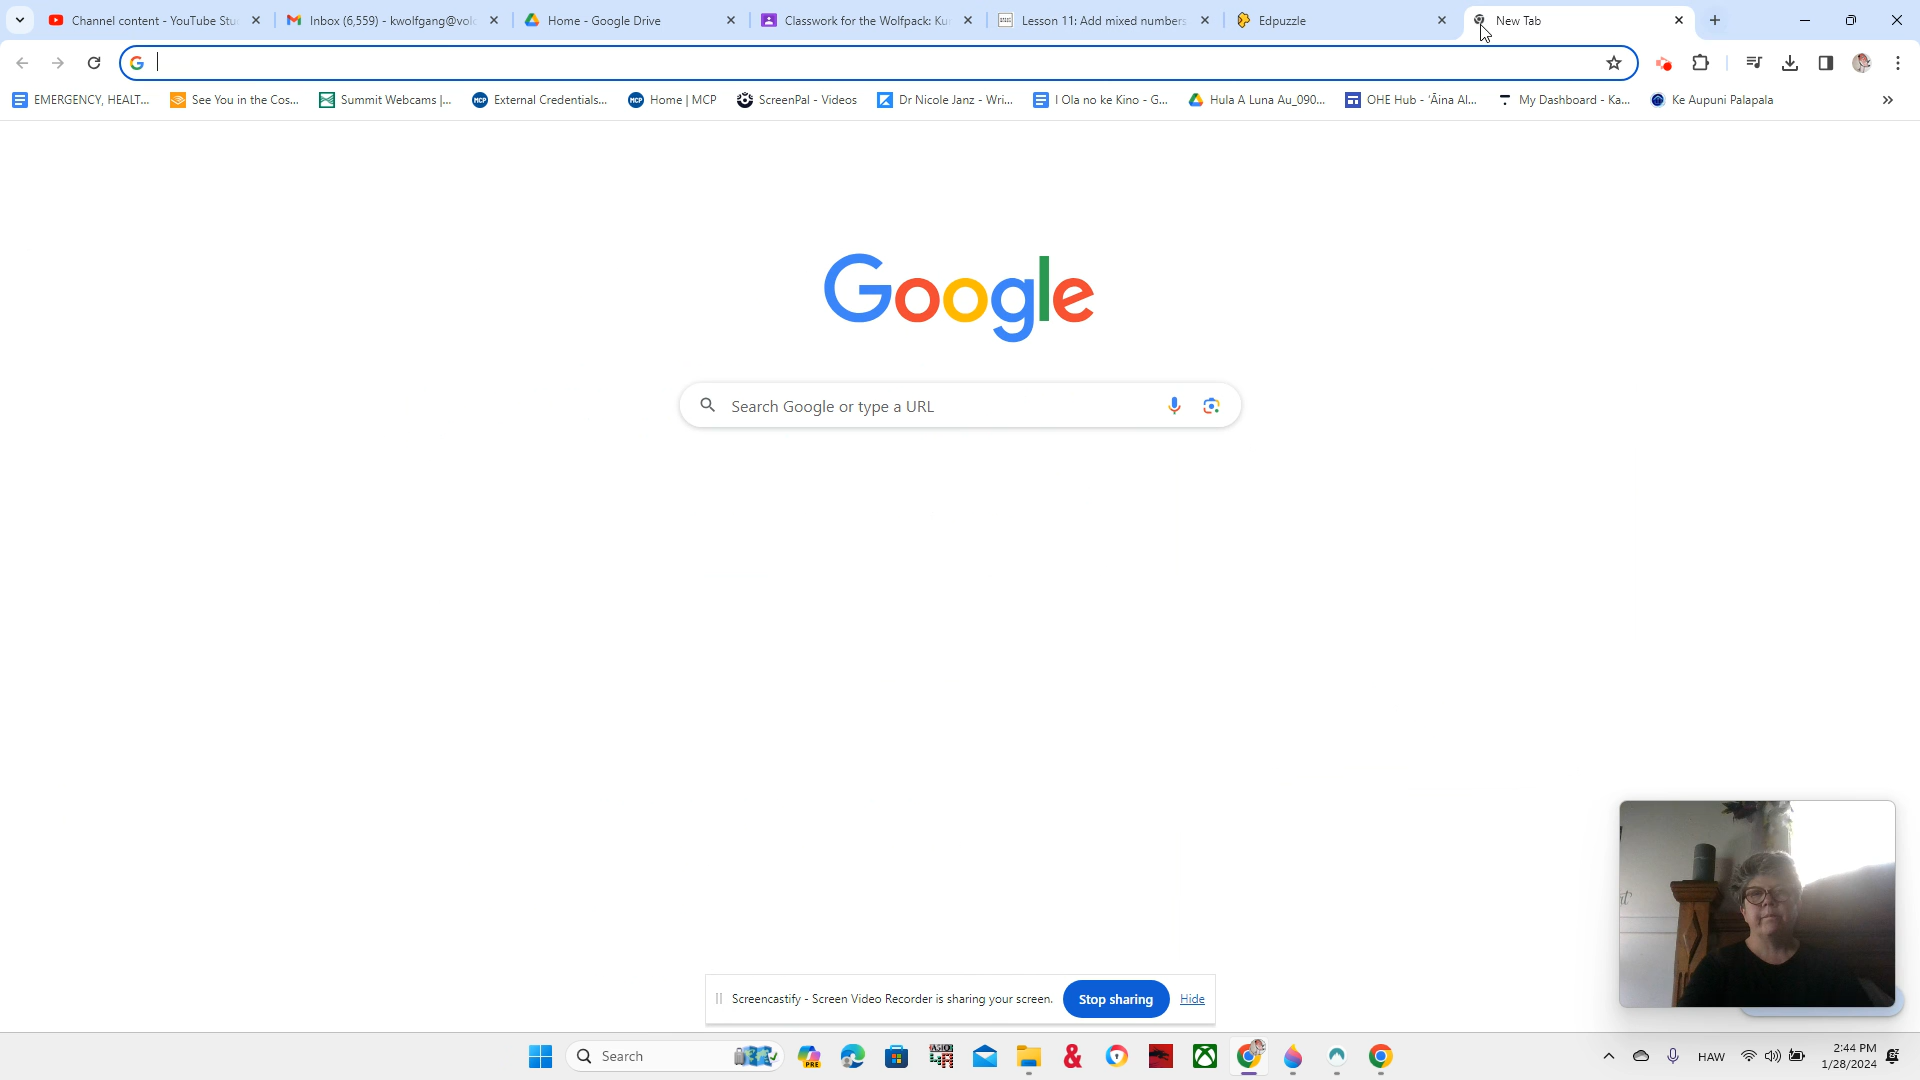 Channel content - YouTube Stu
Inbox (6,559) - kwolfgang@volc
Home - Google Drive
Classwork for the Wolfpack: Ku
Lesson 11: Add mixed numbers
Edpuzzle
New Tab
EMERGENCY, HEALT...
See You in the Cos...
Summit Webcams |...
External Credentials...
Home | MCP
ScreenPal - Videos
Dr Nicole Janz - Wri...
I Ola no ke Kino - G...
Hula A Luna Au_090...
OHE Hub - ʻĀina Al...
My Dashboard - Ka...
Ke Aupuni Palapala
Google
Search Google or type a URL
Screencastify - Screen Video Recorder is sharing your screen.
Stop sharing
Hide
Search
HAW
2:44 PM
1/28/2024